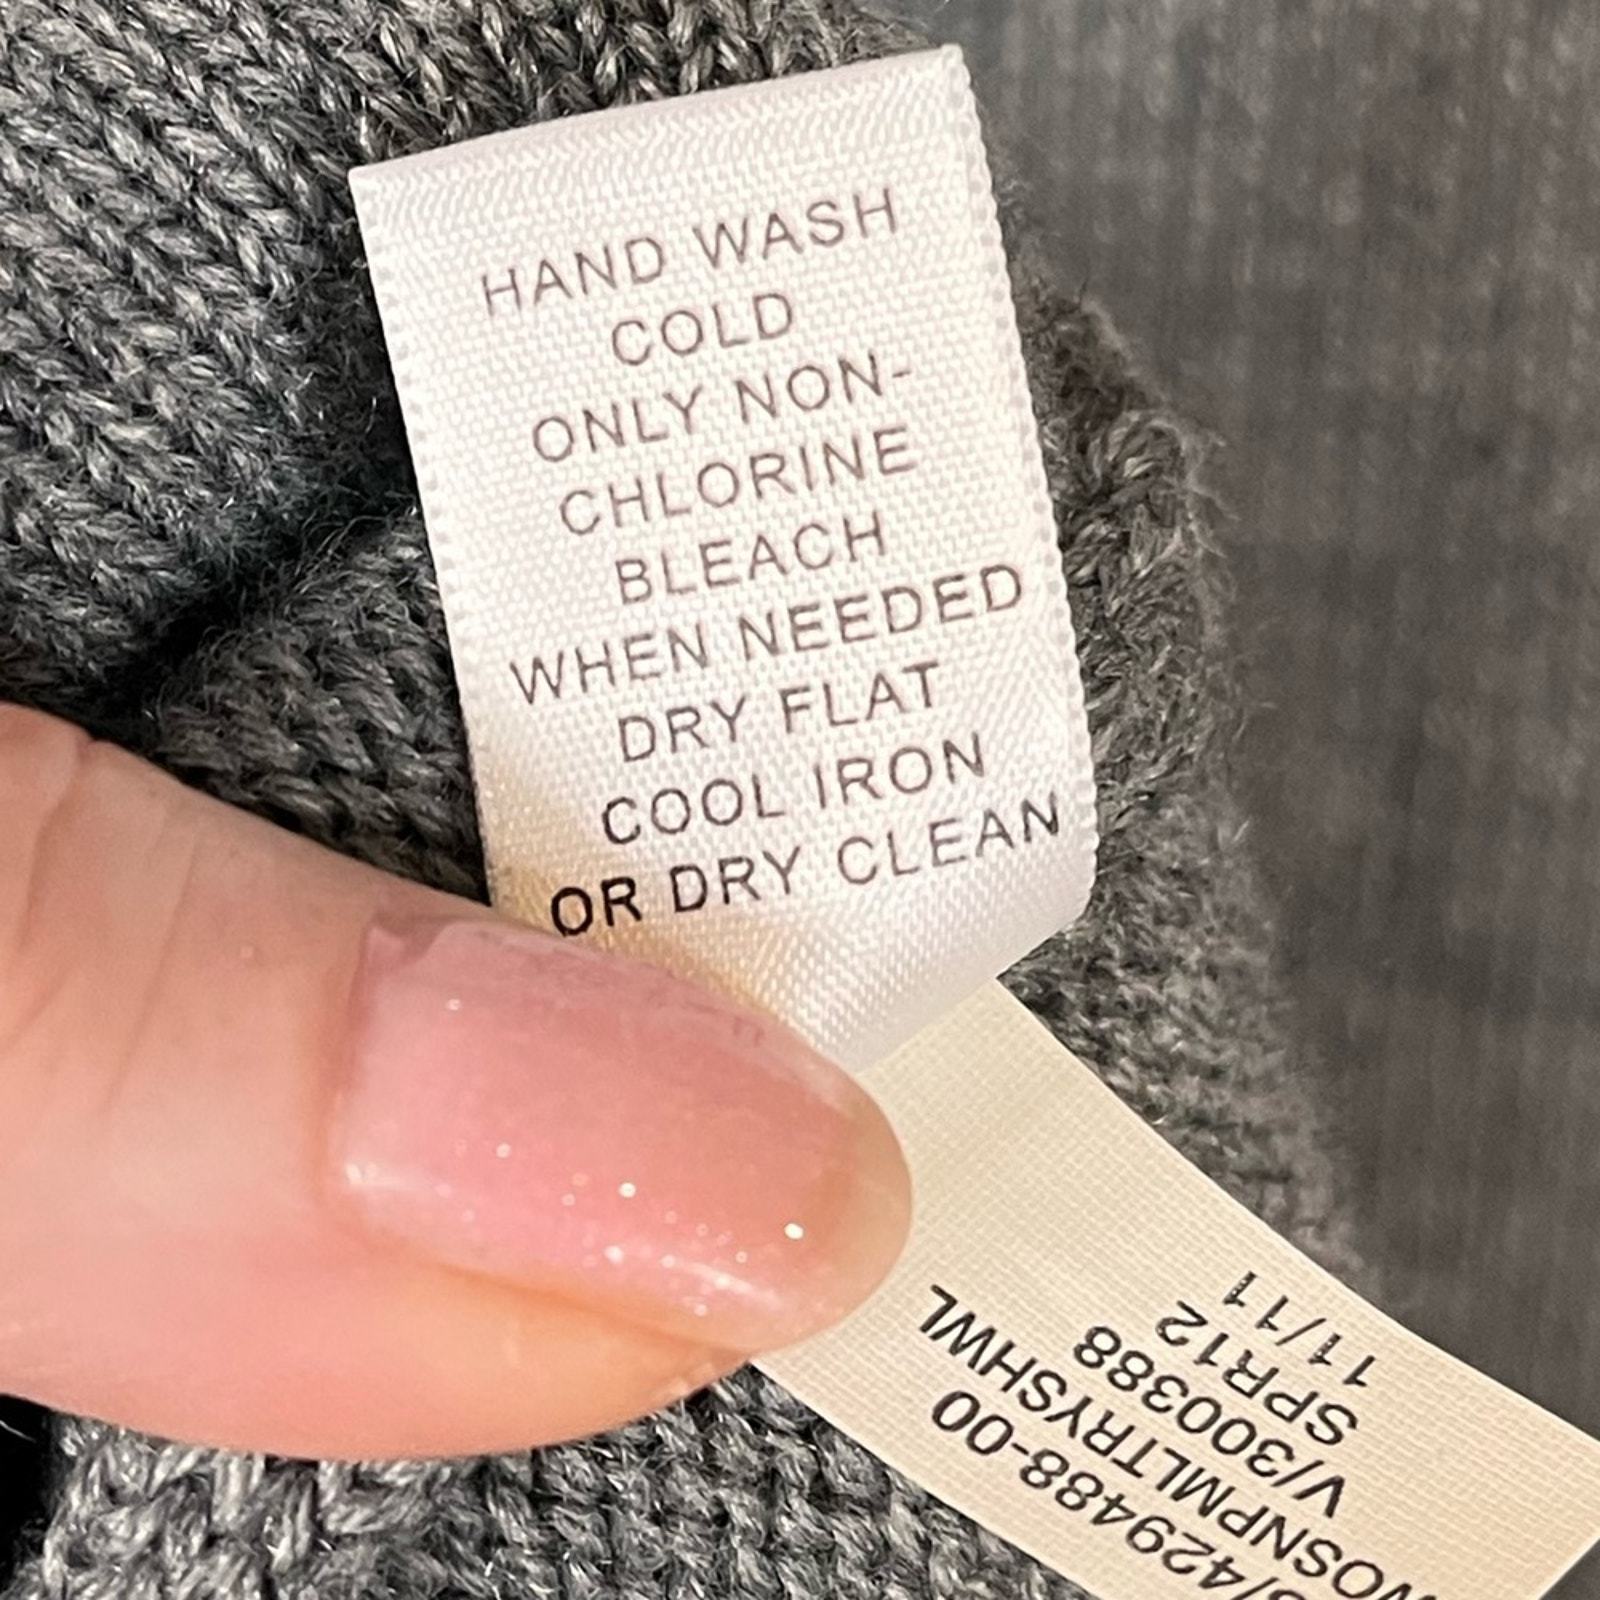 HAND WASH
COLD
ONLY NON-
CHLORINE
BLEACH
WHEN NEEDED
DRY FLAT
COOL IRON
OR DRY CLEAN
/429488-00
WOSNPMLTRYSHWL
V/300388
SPR12
11/11